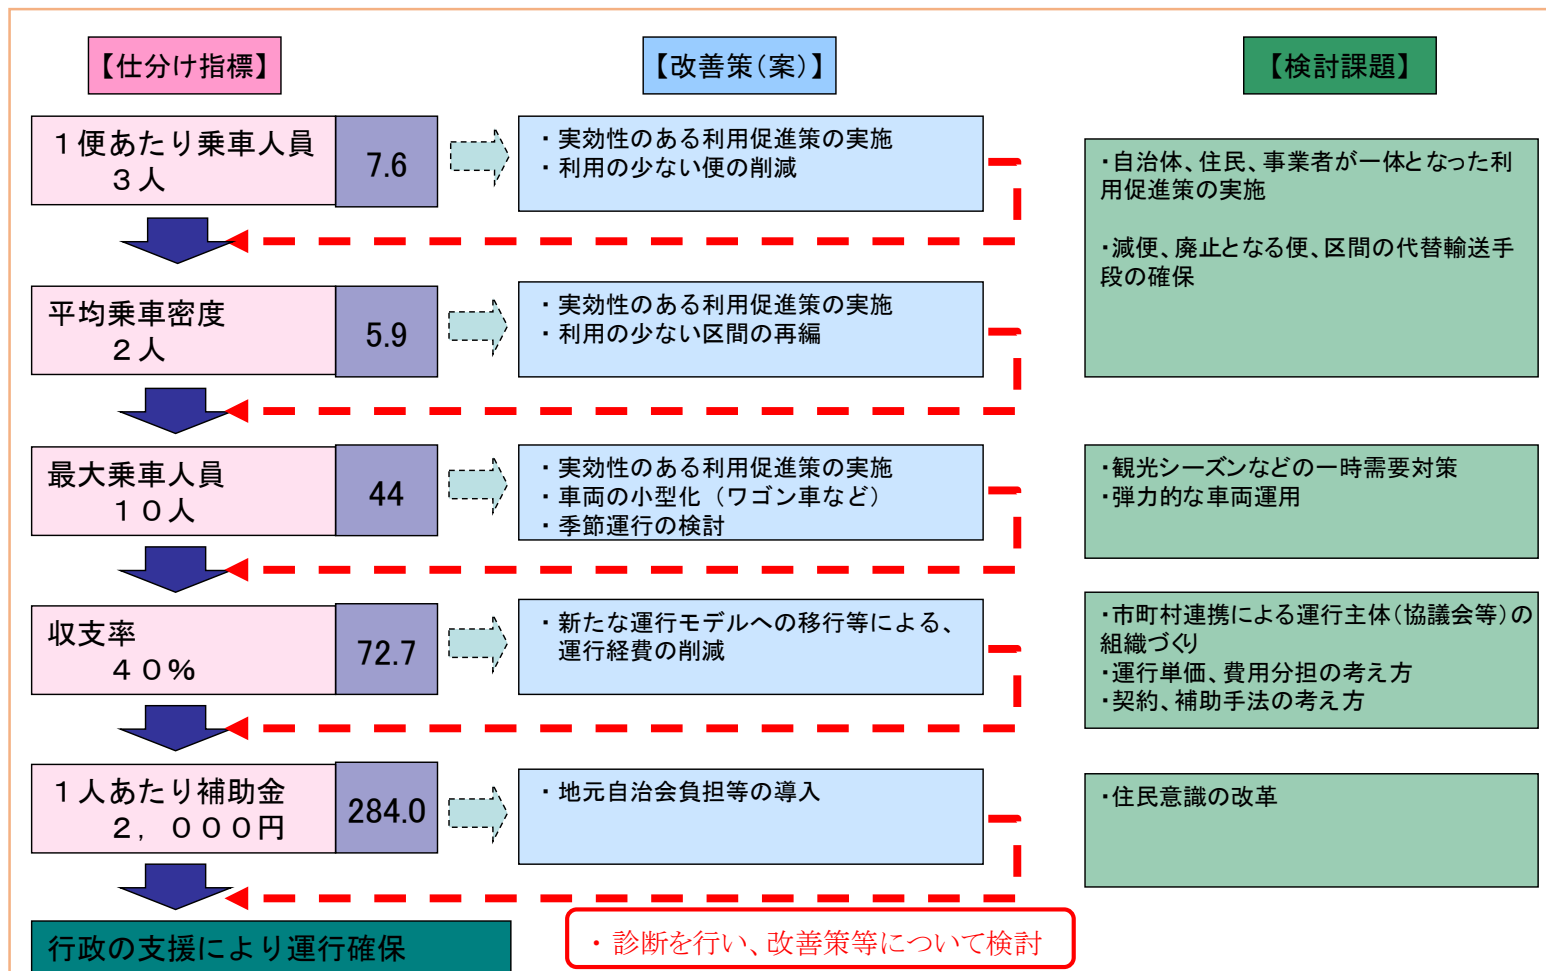 【仕分け指標】
【改善策(案)】
【検討課題】
１便あたり乗車人員
３人
7.6
・実効性のある利用促進策の実施
・利用の少ない便の削減
・自治体、住民、事業者が一体となった利
用促進策の実施
・減便、廃止となる便、区間の代替輸送手
段の確保
平均乗車密度
２人
5.9
・実効性のある利用促進策の実施
・利用の少ない区間の再編
最大乗車人員
１０人
44
・実効性のある利用促進策の実施
・車両の小型化（ワゴン車など）
・季節運行の検討
・観光シーズンなどの一時需要対策
・弾力的な車両運用
収支率
４０%
72.7
・新たな運行モデルへの移行等による、
運行経費の削減
・市町村連携による運行主体(協議会等)の
組織づくり
・運行単価、費用分担の考え方
・契約、補助手法の考え方
１人あたり補助金
２，０００円
284.0
・地元自治会負担等の導入
・住民意識の改革
行政の支援により運行確保
・診断を行い、改善策等について検討